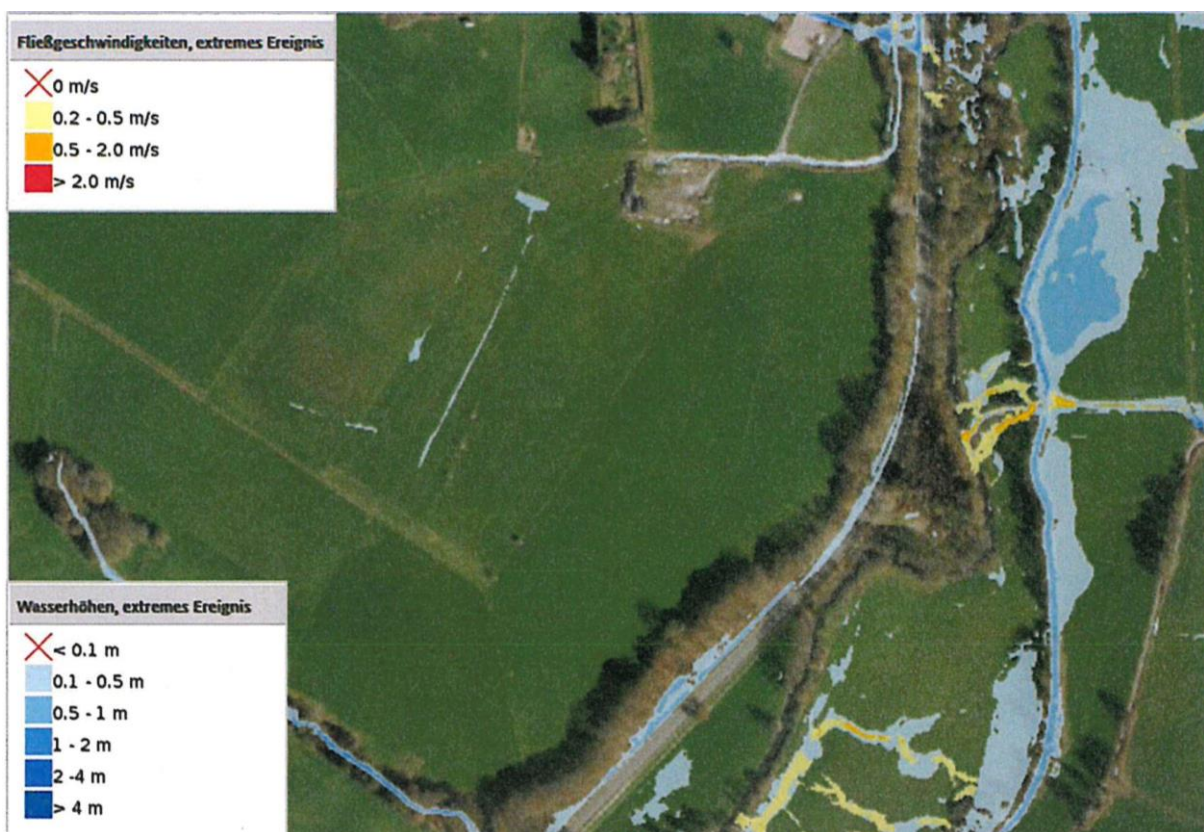 Fließgeschwindigkeiten, extremes Ereignis
0 m/s
0.2 - 0.5 m/s
0.5 - 2.0 m/s
> 2.0 m/s
Wasserhöhen, extremes Ereignis
< 0.1 m
0.1 - 0.5 m
0.5 - 1 m
1 - 2 m
2 -4 m
> 4 m